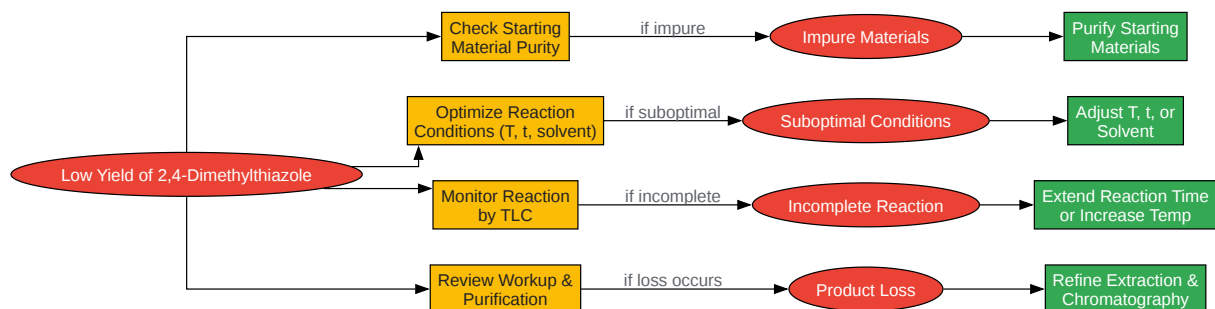 Check Starting
Material Purity
if impure
Impure Materials
Purify Starting
Materials
Optimize Reaction
Conditions (T, t, solvent)
if suboptimal
Suboptimal Conditions
Adjust T, t, or
Solvent
Low Yield of 2,4-Dimethylthiazole
Monitor Reaction
by TLC
if incomplete
Incomplete Reaction
Extend Reaction Time
or Increase Temp
Review Workup &
Purification
if loss occurs
Product Loss
Refine Extraction &
Chromatography